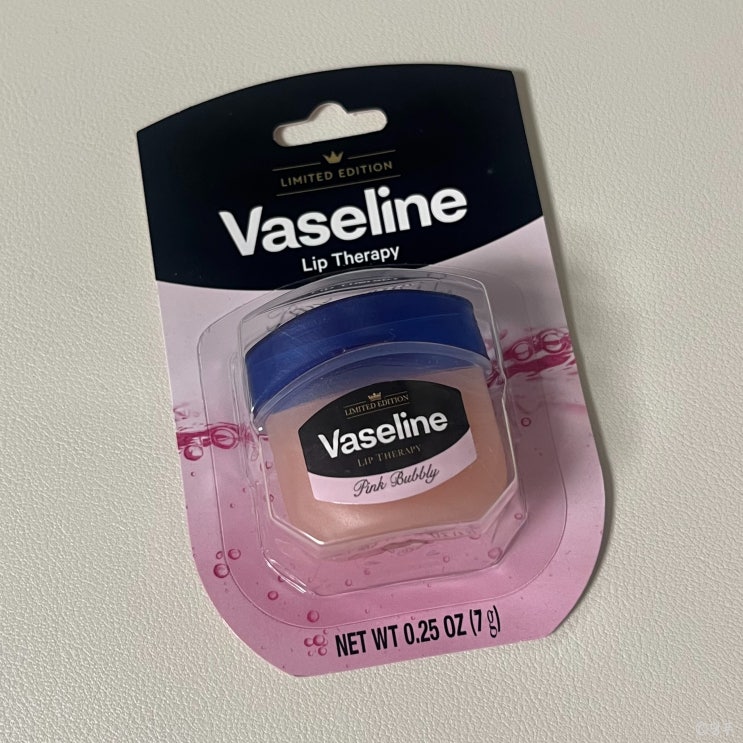 LIMITED EDITION
Vaseline
Lip Therapy
LIMITED EDITION
Vaseline
LIP THERAPY
Pink Bubbly
NET WT 0.25 OZ (7 g)